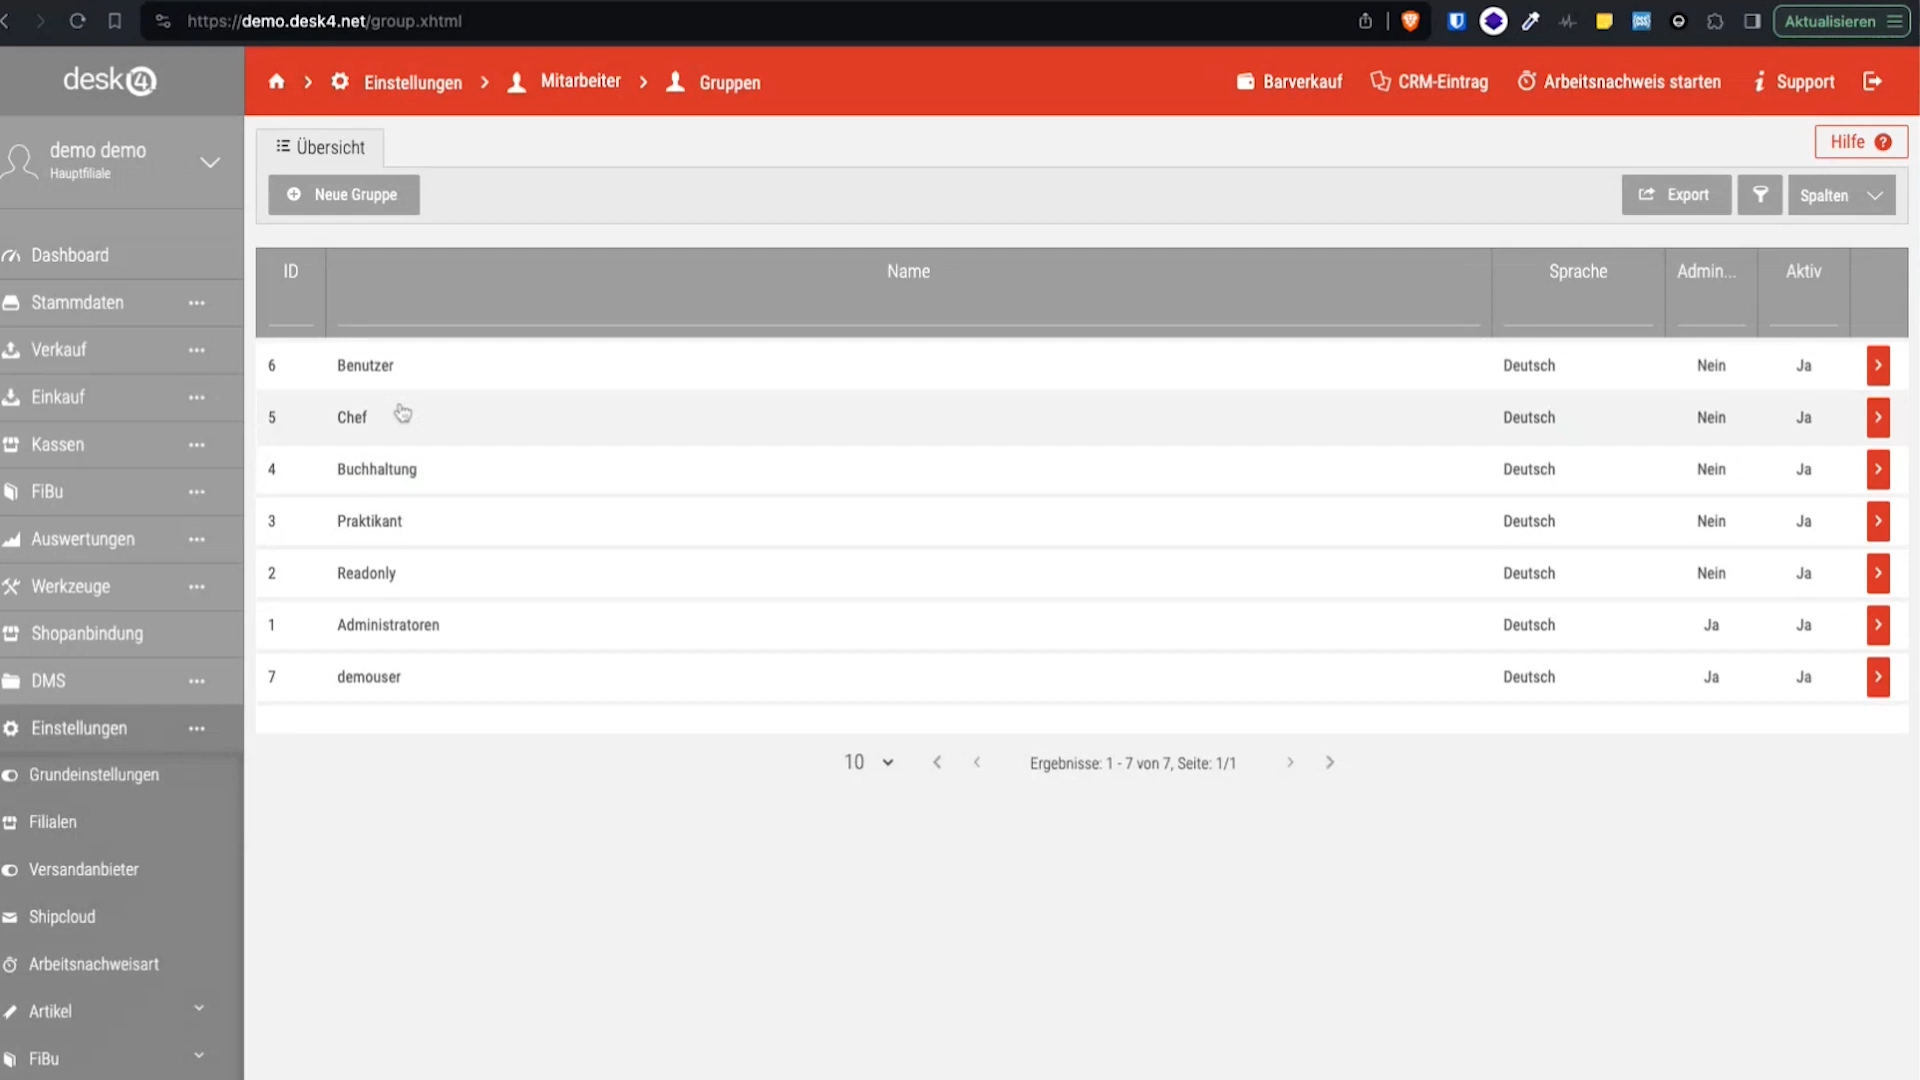 https://demo.desk4.net/group.xhtml
Aktualisieren
desk4
Einstellungen
Mitarbeiter
Gruppen
Barverkauf
CRM-Eintrag
Arbeitsnachweis starten
Support
demo demo
Hauptfiliale
Übersicht
Hilfe
Neue Gruppe
Export
Spalten
Dashboard
Stammdaten
Verkauf
Einkauf
Kassen
FiBu
Auswertungen
Werkzeuge
Shopanbindung
DMS
Einstellungen
Grundeinstellungen
Filialen
Versandanbieter
Shipcloud
Arbeitsnachweisart
Artikel
FiBu
ID Name Sprache Admin... Aktiv
6 Benutzer Deutsch Nein Ja
5 Chef Deutsch Nein Ja
4 Buchhaltung Deutsch Nein Ja
3 Praktikant Deutsch Nein Ja
2 Readonly Deutsch Nein Ja
1 Administratoren Deutsch Ja Ja
7 demouser Deutsch Ja Ja
10 Ergebnisse: 1 - 7 von 7, Seite: 1/1